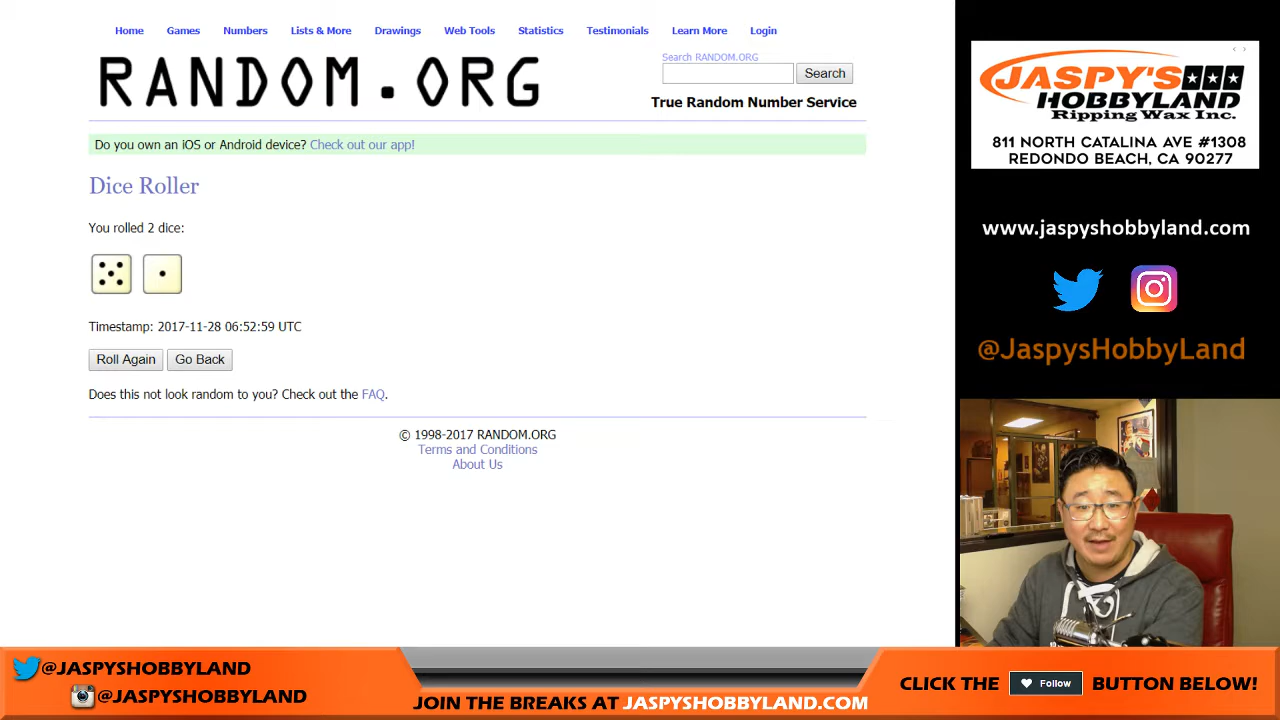 Home Games Numbers Lists & More Drawings Web Tools Statistics Testimonials Learn More Login
RANDOM.ORG
Search RANDOM.ORG
Search
True Random Number Service
Do you own an iOS or Android device? Check out our app!
Dice Roller
You rolled 2 dice:
Timestamp: 2017-11-28 06:52:59 UTC
Roll Again Go Back
Does this not look random to you? Check out the FAQ.
© 1998-2017 RANDOM.ORG
Terms and Conditions
About Us
JASPY'S
HOBBYLAND
Ripping Wax Inc.
811 NORTH CATALINA AVE #1308
REDONDO BEACH, CA 90277
www.jaspyshobbyland.com
@JaspysHobbyLand
@JASPYSHOBBYLAND
@JASPYSHOBBYLAND
JOIN THE BREAKS AT JASPYSHOBBYLAND.COM
CLICK THE Follow BUTTON BELOW!